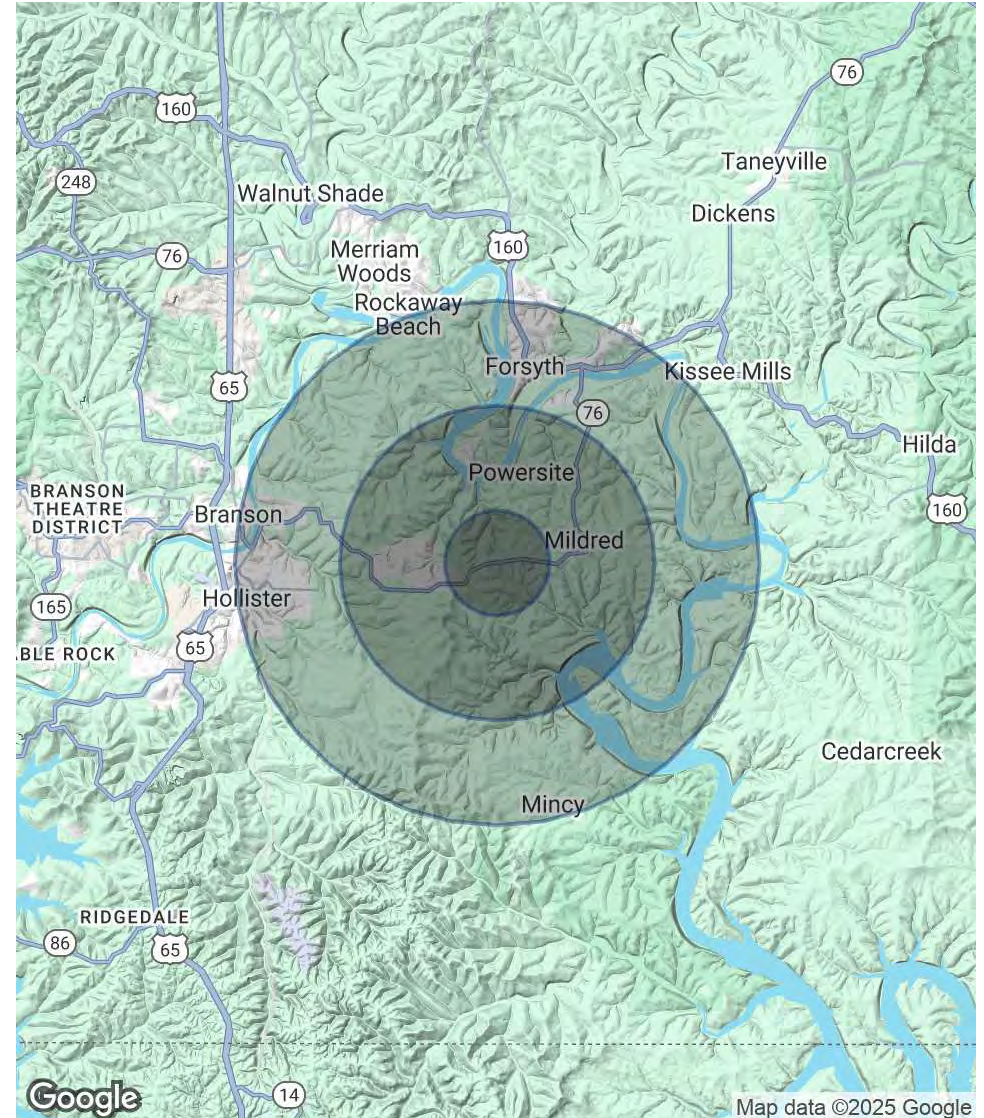 76
160
Taneyville
248
Walnut Shade
Dickens
160
Merriam
Woods
76
Rockaway
Beach
Forsyth
Kissee Mills
65
76
Hilda
Powersite
BRANSON
THEATRE
DISTRICT
Branson
160
Mildred
Hollister
165
65
BLE ROCK
Cedarcreek
Mincy
RIDGEDALE
86
65
14
Google
Map data ©2025 Google